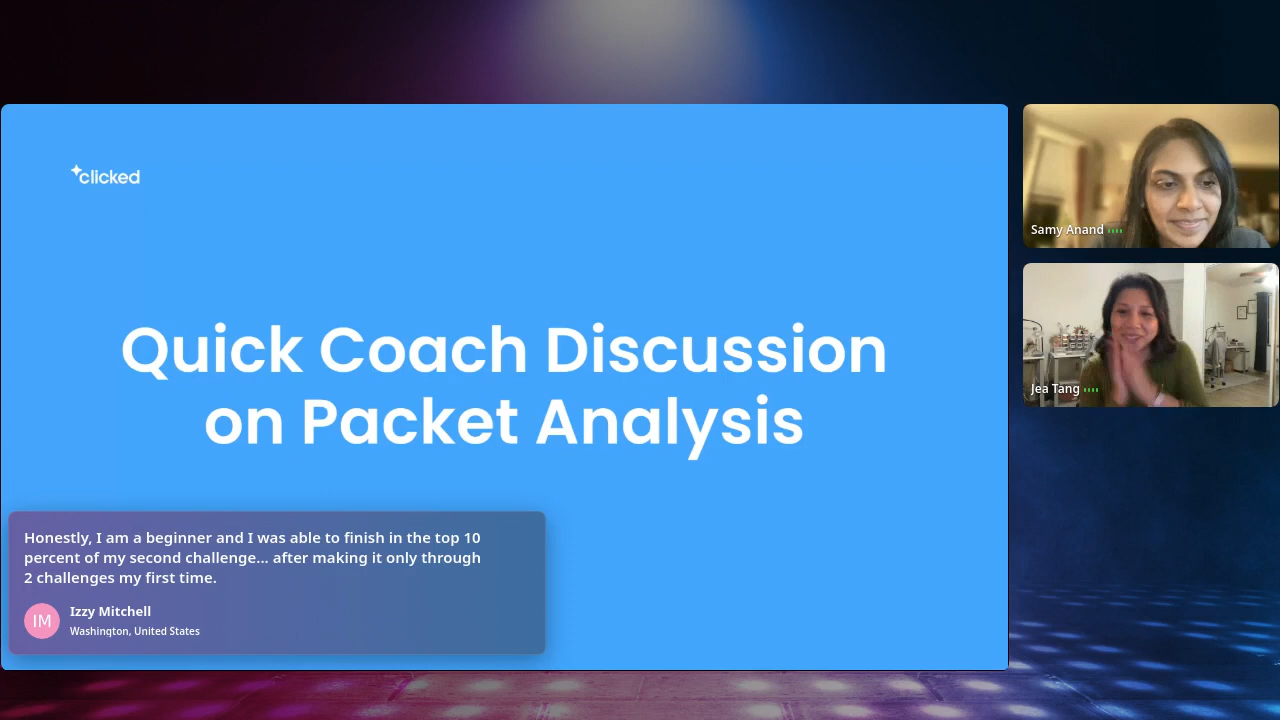 clicked
Quick Coach Discussion
on Packet Analysis
Honestly, I am a beginner and I was able to finish in the top 10
percent of my second challenge... after making it only through
2 challenges my first time.
IM
Izzy Mitchell
Washington, United States
Samy Anand
Jea Tang